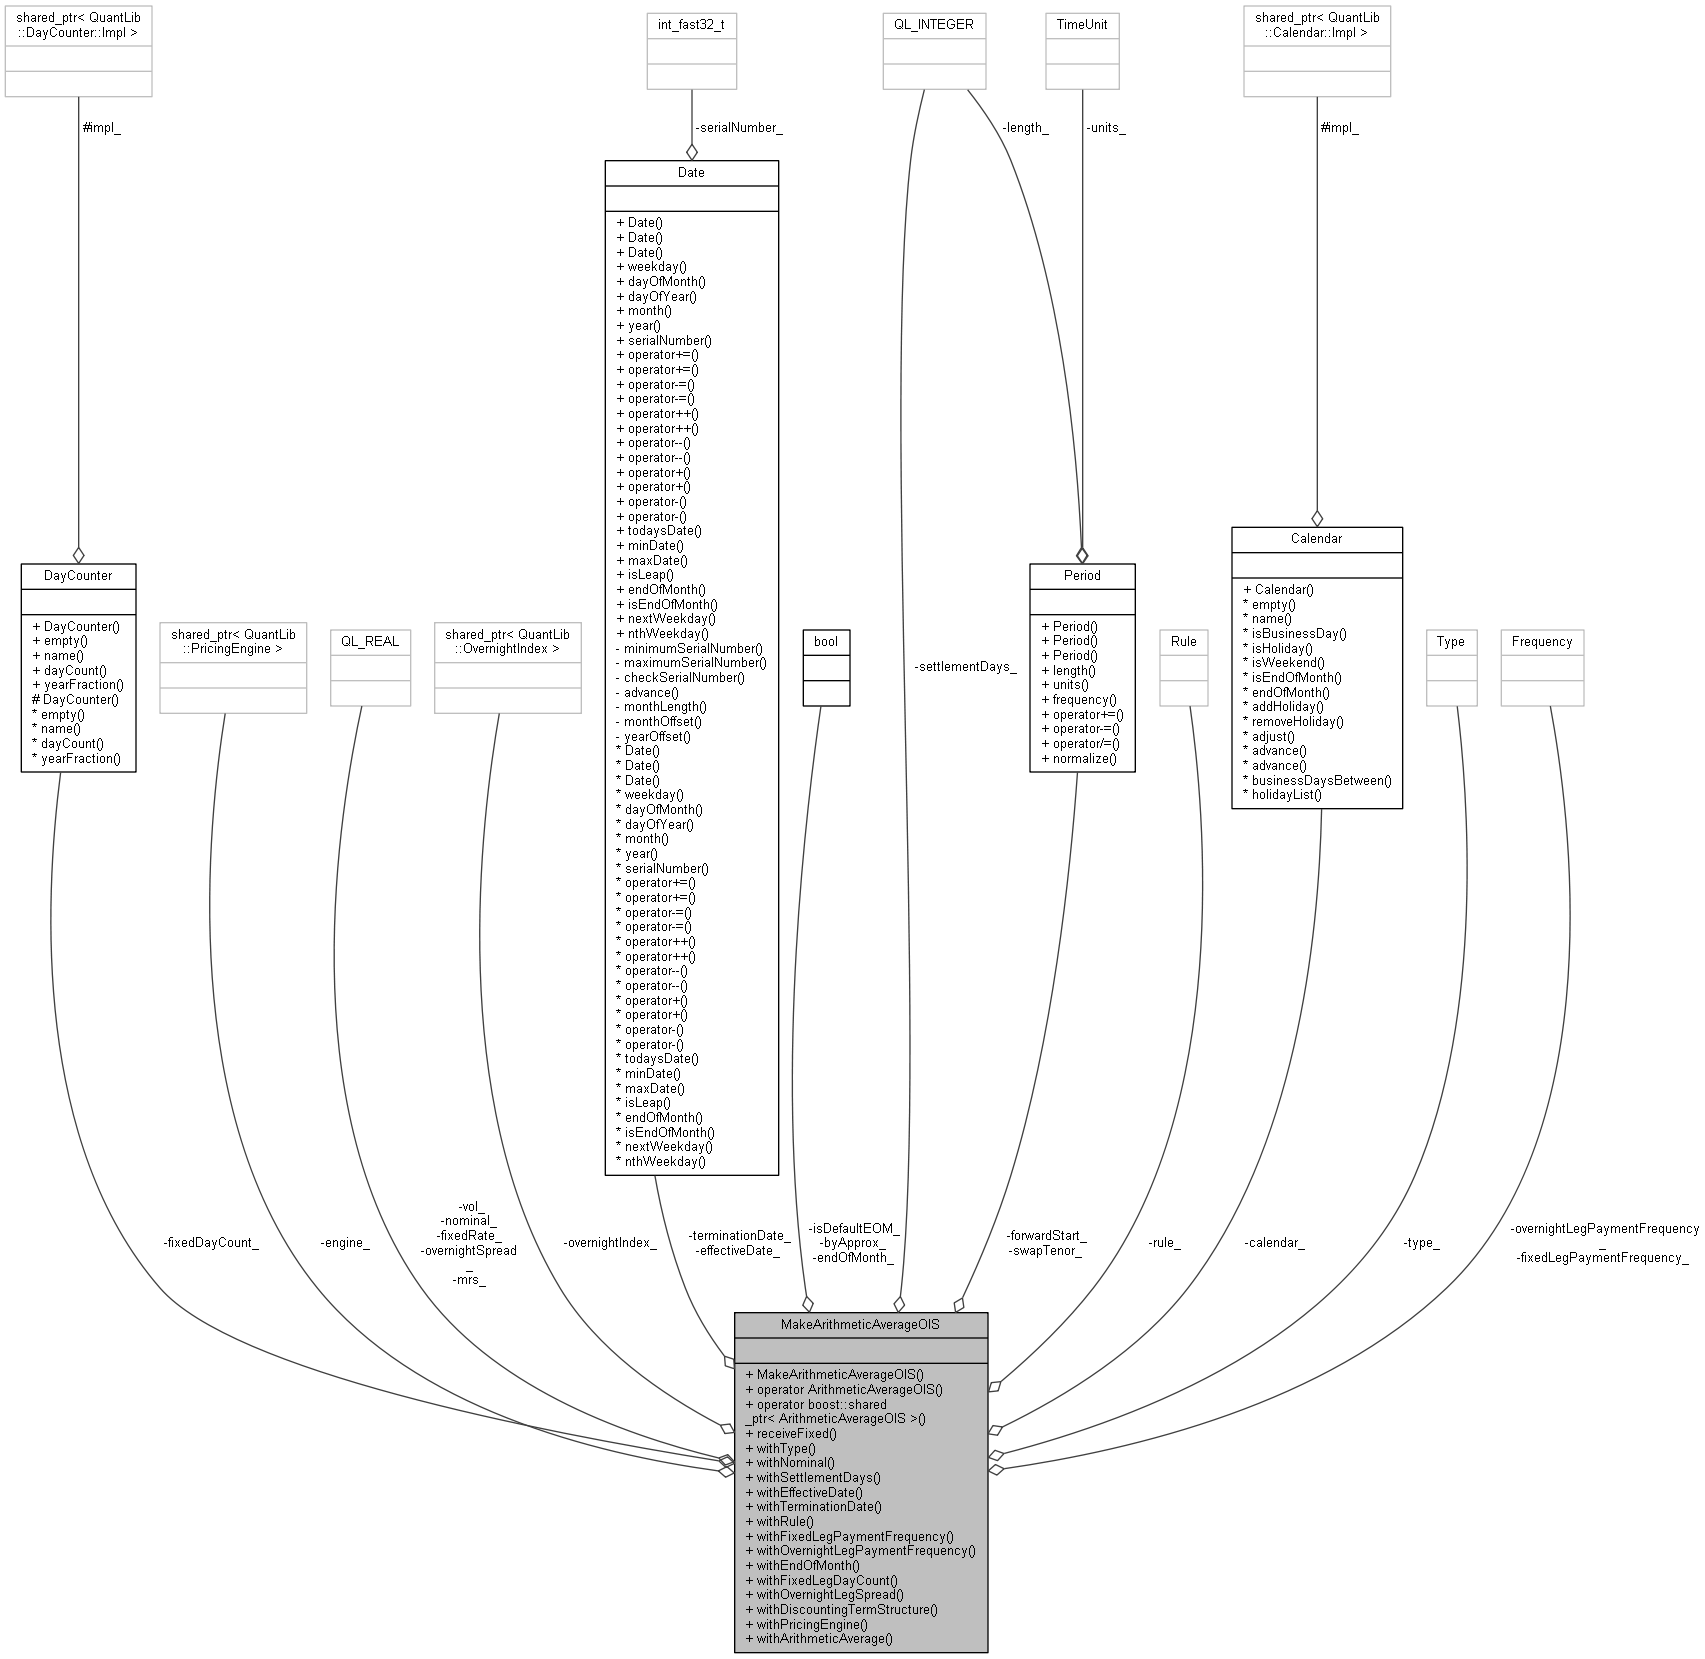 shared_ptr< QuantLib
::DayCounter::Impl >
int_fast32_t
QL_INTEGER
TimeUnit
shared_ptr< QuantLib
::Calendar::Impl >
#impl_
-serialNumber_
-length_
-units_
#impl_
Date
+ Date()
+ Date()
+ Date()
+ weekday()
+ dayOfMonth()
+ dayOfYear()
+ month()
+ year()
+ serialNumber()
+ operator+=()
+ operator+=()
+ operator-=()
+ operator-=()
+ operator++()
+ operator++()
+ operator--()
+ operator--()
+ operator+()
+ operator+()
+ operator-()
+ operator-()
+ todaysDate()
+ minDate()
+ maxDate()
+ isLeap()
+ endOfMonth()
+ isEndOfMonth()
+ nextWeekday()
+ nthWeekday()
- minimumSerialNumber()
- maximumSerialNumber()
- checkSerialNumber()
- advance()
- monthLength()
- monthOffset()
- yearOffset()
* Date()
* Date()
* Date()
* weekday()
* dayOfMonth()
* dayOfYear()
* month()
* year()
* serialNumber()
* operator+=()
* operator+=()
* operator-=()
* operator-=()
* operator++()
* operator++()
* operator--()
* operator--()
* operator+()
* operator+()
* operator-()
* operator-()
* todaysDate()
* minDate()
* maxDate()
* isLeap()
* endOfMonth()
* isEndOfMonth()
* nextWeekday()
* nthWeekday()
DayCounter
+ DayCounter()
+ empty()
+ name()
+ dayCount()
+ yearFraction()
# DayCounter()
* empty()
* name()
* dayCount()
* yearFraction()
shared_ptr< QuantLib
::PricingEngine >
QL_REAL
shared_ptr< QuantLib
::OvernightIndex >
bool
-settlementDays_
Period
+ Period()
+ Period()
+ Period()
+ length()
+ units()
+ frequency()
+ operator+=()
+ operator-=()
+ operator/=()
+ normalize()
Rule
Calendar
+ Calendar()
* empty()
* name()
* isBusinessDay()
* isHoliday()
* isWeekend()
* isEndOfMonth()
* endOfMonth()
* addHoliday()
* removeHoliday()
* adjust()
* advance()
* advance()
* businessDaysBetween()
* holidayList()
Type
Frequency
-fixedDayCount_
-engine_
-vol_
-nominal_
-fixedRate_
-overnightSpread
_
-mrs_
-overnightIndex_
-terminationDate_
-effectiveDate_
-isDefaultEOM_
-byApprox_
-endOfMonth_
-forwardStart_
-swapTenor_
-rule_
-calendar_
-type_
-overnightLegPaymentFrequency
_
-fixedLegPaymentFrequency_
MakeArithmeticAverageOIS
+ MakeArithmeticAverageOIS()
+ operator ArithmeticAverageOIS()
+ operator boost::shared
_ptr< ArithmeticAverageOIS >()
+ receiveFixed()
+ withType()
+ withNominal()
+ withSettlementDays()
+ withEffectiveDate()
+ withTerminationDate()
+ withRule()
+ withFixedLegPaymentFrequency()
+ withOvernightLegPaymentFrequency()
+ withEndOfMonth()
+ withFixedLegDayCount()
+ withOvernightLegSpread()
+ withDiscountingTermStructure()
+ withPricingEngine()
+ withArithmeticAverage()